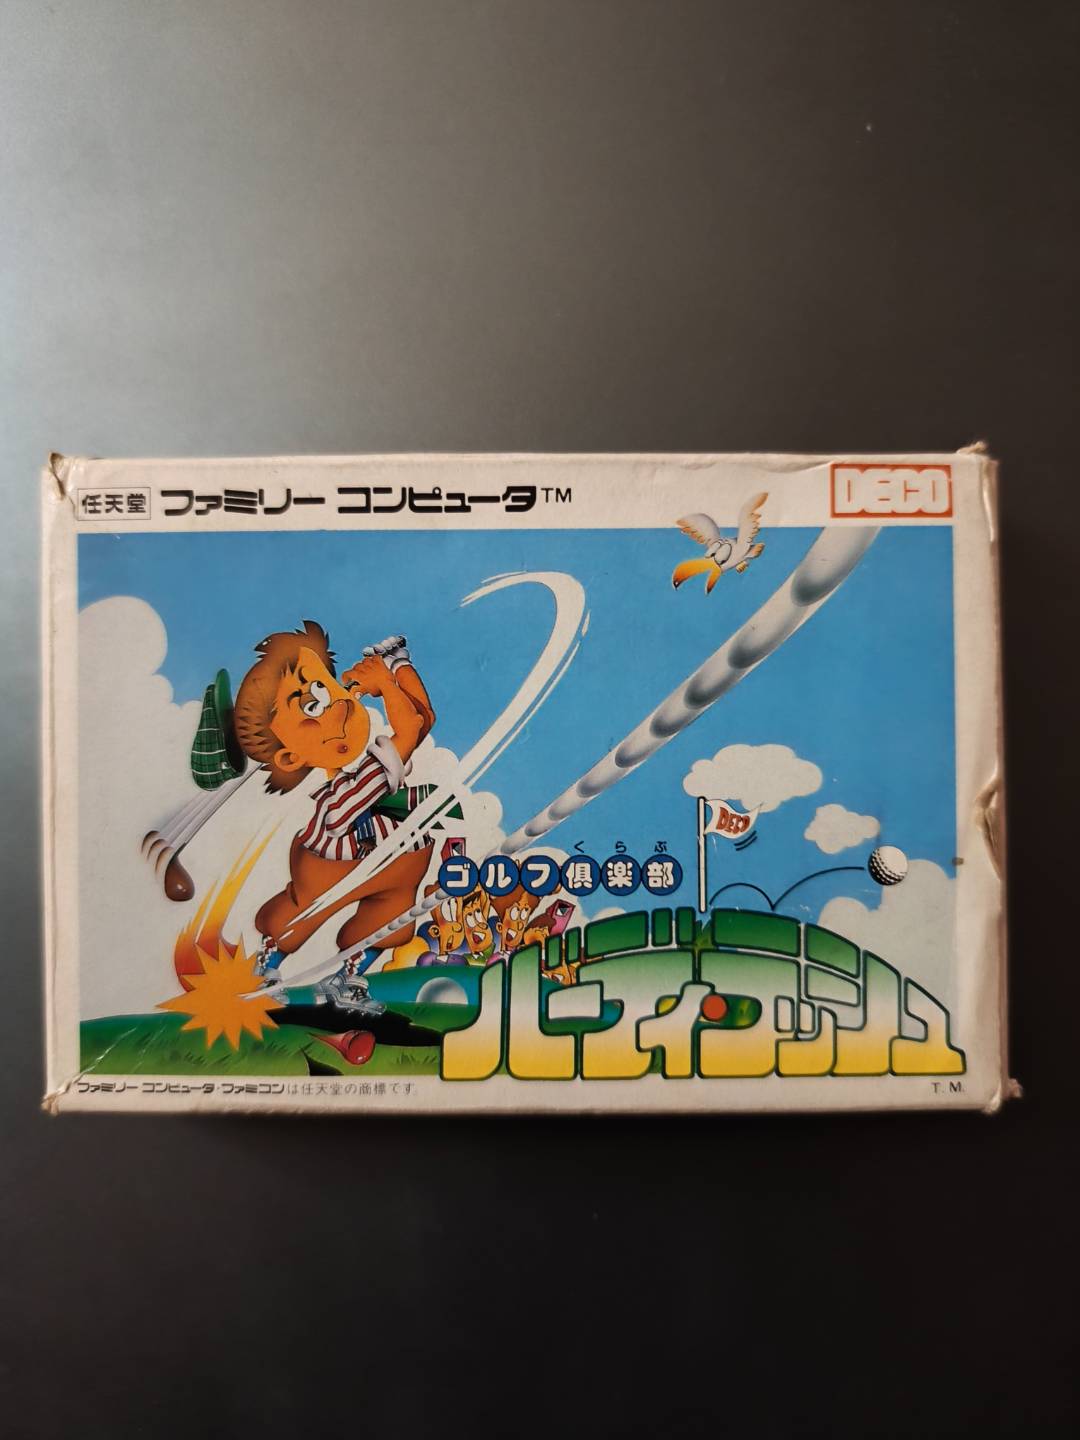 任天堂 ファミリー コンピュータ™
DECO
DECO
くらぶ
ゴルフ倶楽部
バーディ・ラッシュ
ファミリー コンピュータ・ファミコンは任天堂の商標です。
T.M.